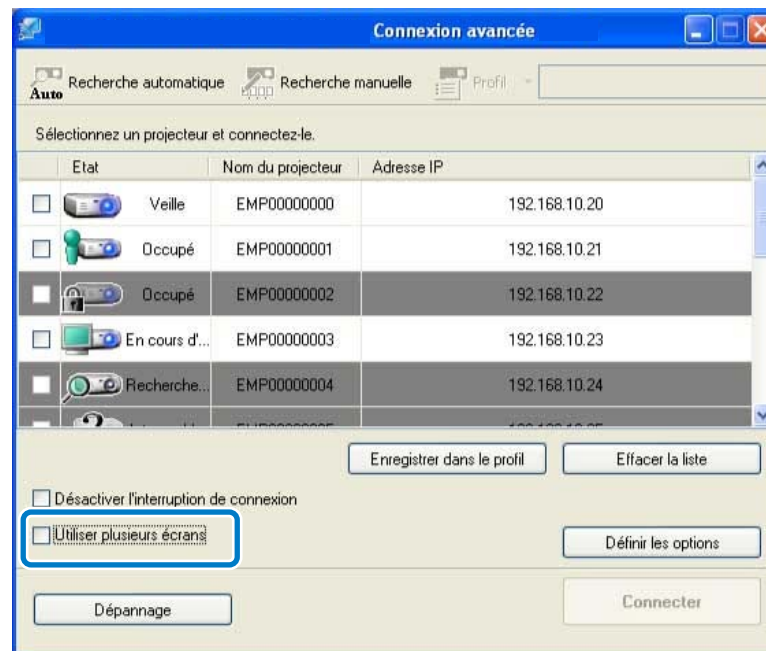 Connexion avancée
Auto Recherche automatique Recherche manuelle Profil
Sélectionnez un projecteur et connectez-le.
Etat Nom du projecteur Adresse IP
Veille EMP00000000 192.168.10.20
Occupé EMP00000001 192.168.10.21
Occupé EMP00000002 192.168.10.22
En cours d'... EMP00000003 192.168.10.23
Recherche... EMP00000004 192.168.10.24
Enregistrer dans le profil Effacer la liste
Désactiver l'interruption de connexion
Utiliser plusieurs écrans
Définir les options
Dépannage Connecter